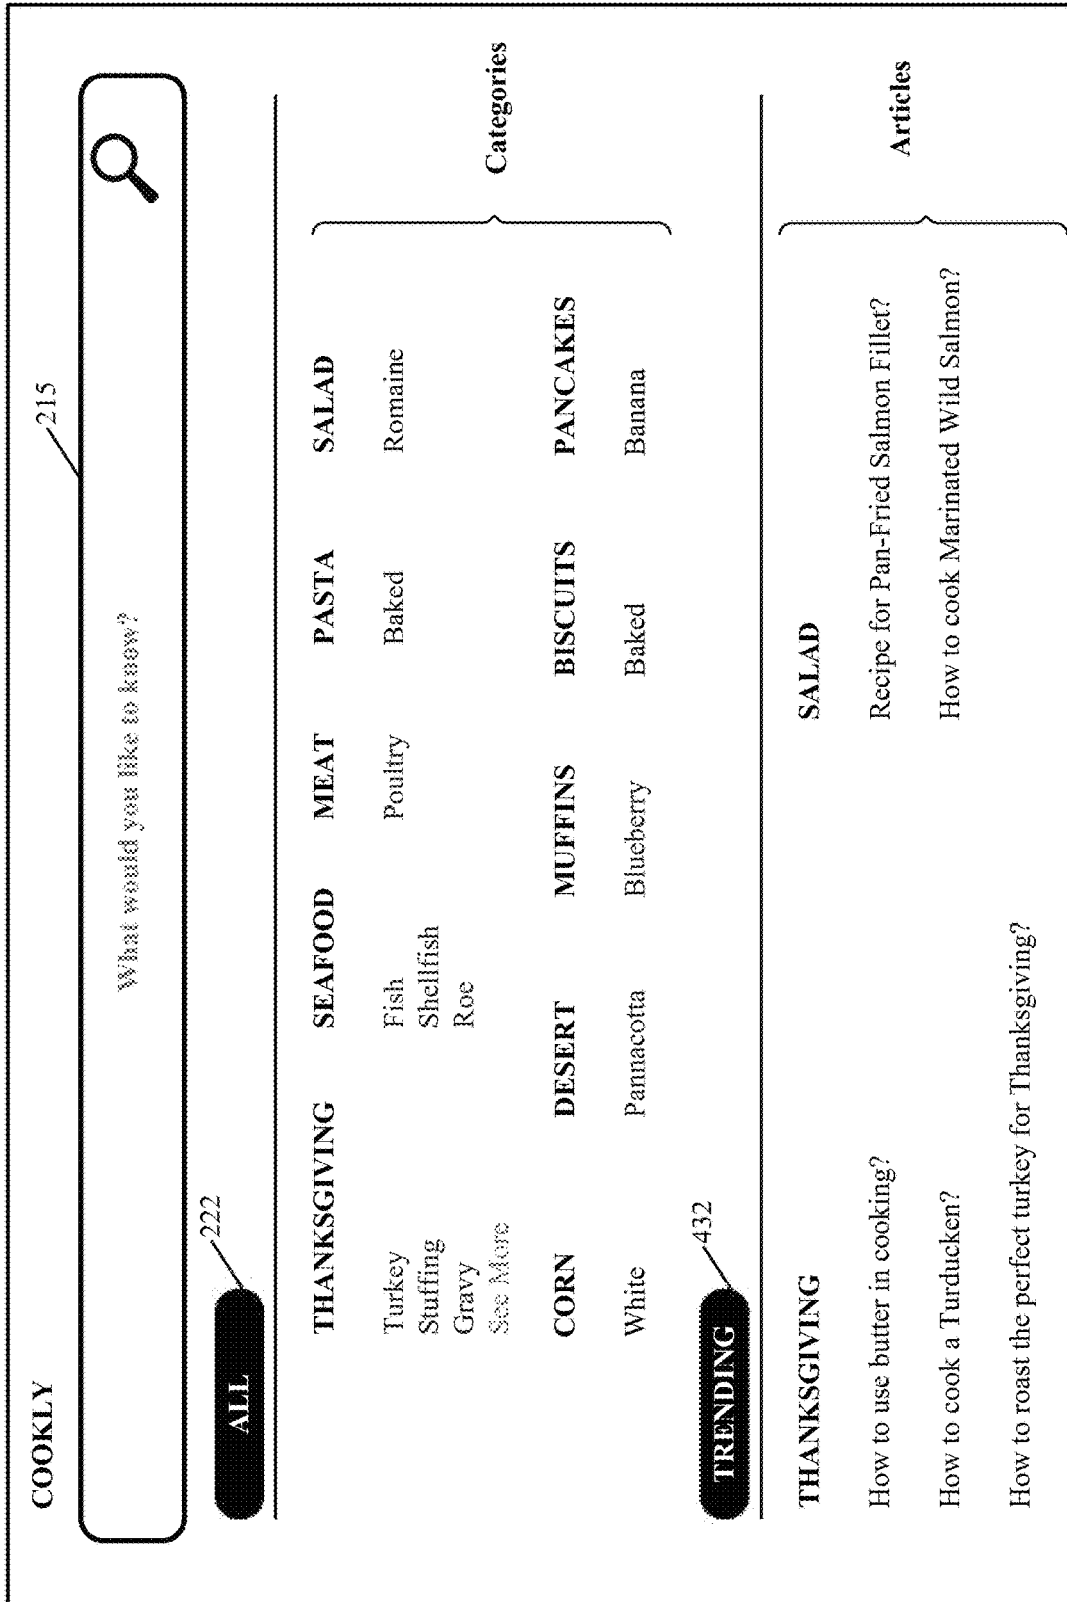 COOKLY
215
What would you like to know?
ALL
222
THANKSGIVING SEAFOOD MEAT PASTA SALAD
Turkey Fish Poultry Baked Romaine
Stuffing Shellfish
Gravy Roe
See More
Categories
CORN DESERT MUFFINS BISCUITS PANCAKES
White Pannacotta Blueberry Baked Banana
TRENDING
432
THANKSGIVING SALAD
How to use butter in cooking? Recipe for Pan-Fried Salmon Fillet?
Articles
How to cook a Turducken? How to cook Marinated Wild Salmon?
How to roast the perfect turkey for Thanksgiving?